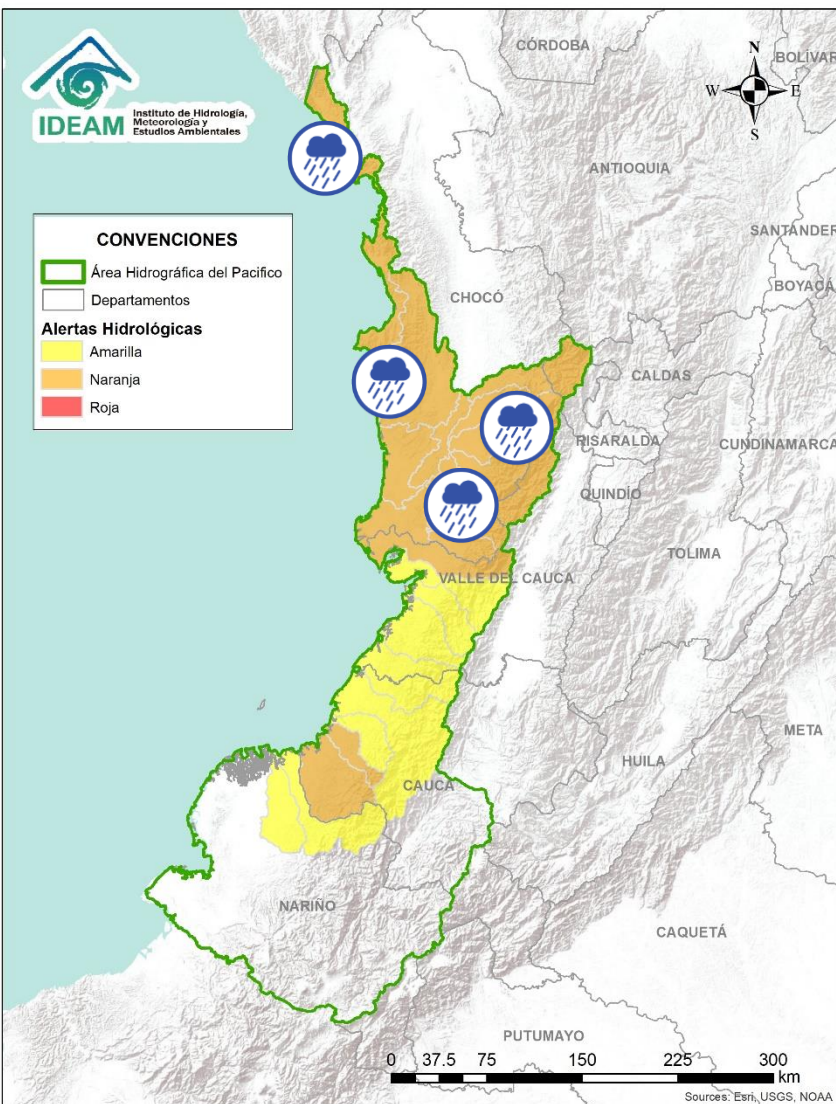 IDEAM
Instituto de Hidrología,
Meteorología y
Estudios Ambientales
N
W
E
S
CÓRDOBA
BOLÍVAR
ANTIOQUIA
SANTANDER
BOYACÁ
CHOCÓ
CALDAS
RISARALDA
CUNDINAMARCA
QUINDÍO
TOLIMA
VALLE DEL CAUCA
META
HUILA
CAUCA
NARIÑO
CAQUETÁ
PUTUMAYO
CONVENCIONES
Área Hidrográfica del Pacifico
Departamentos
Alertas Hidrológicas
Amarilla
Naranja
Roja
0 37.5 75 150 225 300
km
Sources: Esri, USGS, NOAA